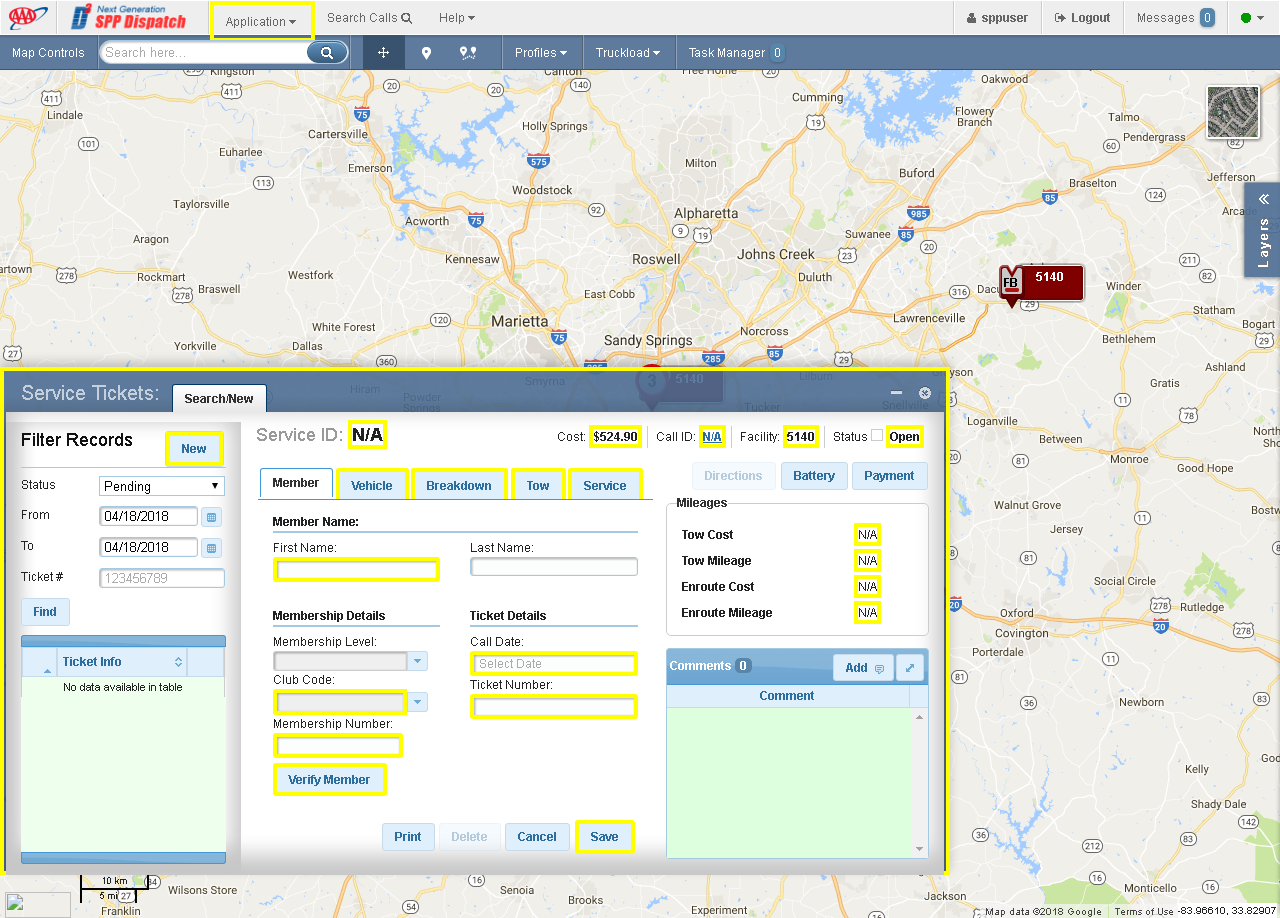 AAA
Next Generation
SPP Dispatch
Application
Search Calls
Help
sppuser
Logout
Messages 0
Map Controls
Search here...
Profiles
Truckload
Task Manager 0
Kingston
Canton
Free Home
Oakwood
Lindale
Cumming
Flowery
Branch
Talmo
Pendergrass
Cartersville
Holly Springs
Euharlee
Emerson
Milton
Buford
Braselton
Jefferson
Woodstock
Taylorsville
Acworth
Alpharetta
Suwanee
Arcade
Aragon
Kennesaw
Roswell
Johns Creek
Layers
Rockmart
Westfork
Duluth
Braswell
East Cobb
FB
5140
Winder
Statham
White Forest
Marietta
Norcross
Lawrenceville
Bogart
Yorkville
Dallas
Sandy Springs
Bethlehem
Ashland
Gratis
Service Tickets:
Search/New
Hiram
Powder
Springs
Smyrna
3
5140
Tucker
Lilburn
Snellville
Filter Records
New
Status
Pending
From
04/18/2018
To
04/18/2018
Ticket #
123456789
Find
Ticket Info
No data available in table
Service ID: N/A
Cost: $524.90
Call ID: N/A
Facility: 5140
Status Open
Member
Vehicle
Breakdown
Tow
Service
Directions
Battery
Payment
Member Name:
First Name:
Last Name:
Membership Details
Ticket Details
Membership Level:
Call Date:
Select Date
Club Code:
Ticket Number:
Membership Number:
Verify Member
Print
Delete
Cancel
Save
Mileages
Tow Cost N/A
Tow Mileage N/A
Enroute Cost N/A
Enroute Mileage N/A
Comments 0
Add
Comment
Loganville
Between
Monroe
Good Hope
Walnut Grove
Jersey
Social Circle
Oxford
Rutledge
Covington
Porterdale
Newborn
Kelly
Shady Dale
Monticello
10 km
5 mi
Wilsons Store
Franklin
Senoia
Brooks
Experiment
Jackson
Map data ©2018 Google
Terms of Use
-83.96610, 33.82907